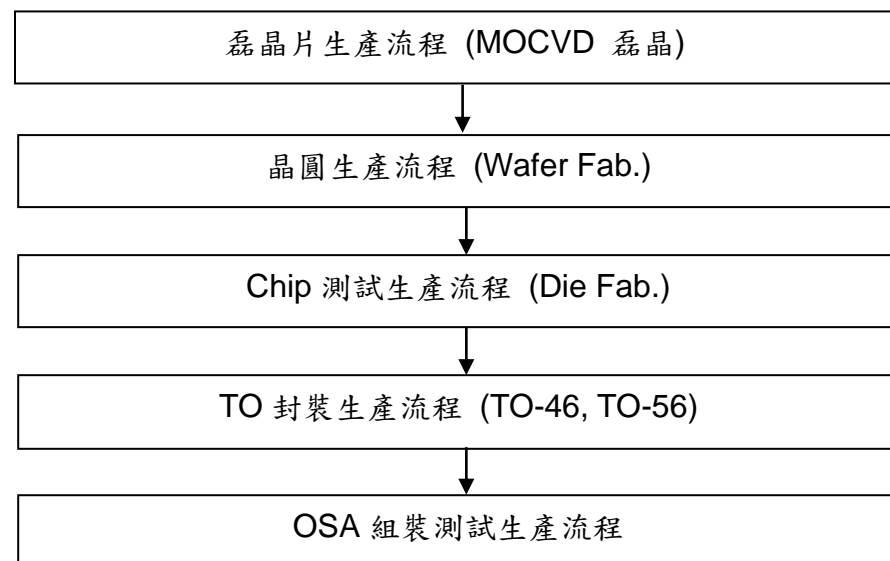 磊晶片生產流程 (MOCVD 磊晶)
晶圓生產流程 (Wafer Fab.)
Chip 測試生產流程 (Die Fab.)
TO 封裝生產流程 (TO-46, TO-56)
OSA 組裝測試生產流程